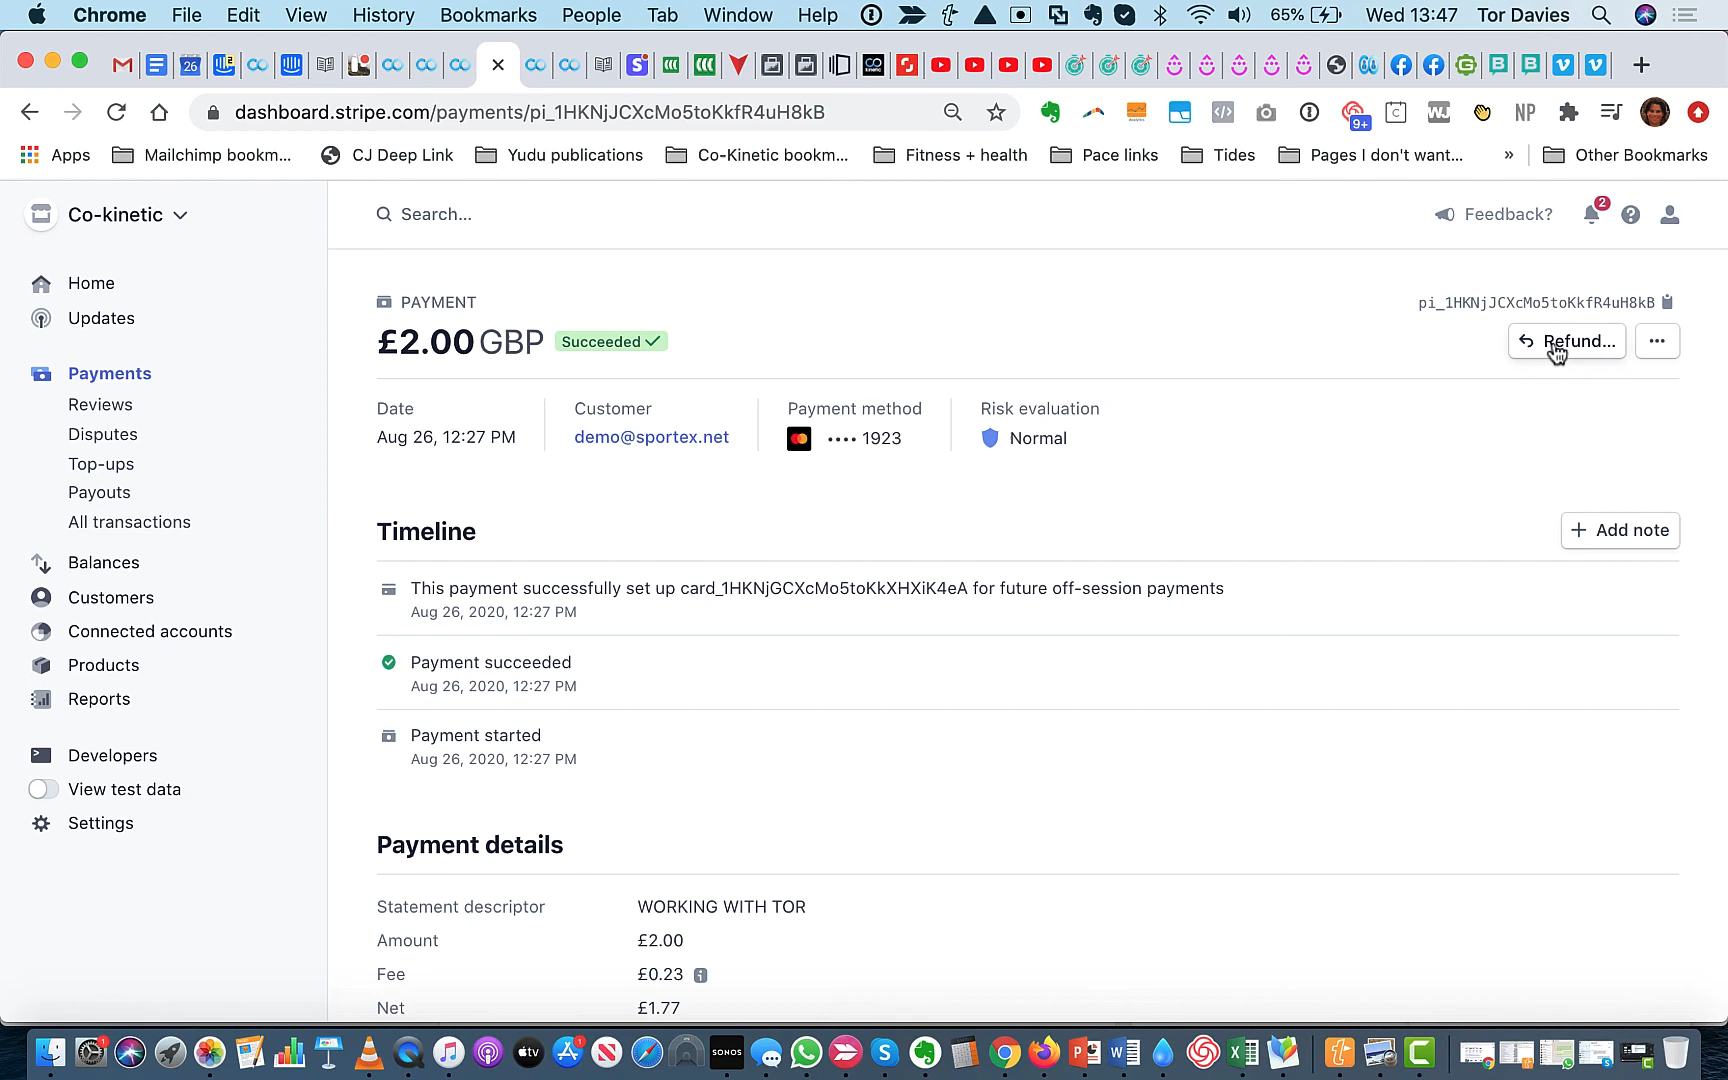 Chrome File Edit View History Bookmarks People Tab Window Help 65% Wed 13:47 Tor Davies
dashboard.stripe.com/payments/pi_1HKNjJCXcMo5toKkfR4uH8kB
9+
NP
Apps Mailchimp bookm... CJ Deep Link Yudu publications Co-Kinetic bookm... Fitness + health Pace links Tides Pages I don't want... » Other Bookmarks
Co-kinetic
Search...
Feedback?
2
Home
Updates
Payments
Reviews
Disputes
Top-ups
Payouts
All transactions
Balances
Customers
Connected accounts
Products
Reports
Developers
View test data
Settings
PAYMENT
pi_1HKNjJCXcMo5toKkfR4uH8kB
£2.00 GBP Succeeded
Refund...
Date
Aug 26, 12:27 PM
Customer
demo@sportex.net
Payment method
•••• 1923
Risk evaluation
Normal
Timeline
Add note
This payment successfully set up card_1HKNjGCXcMo5toKkXHXiK4eA for future off-session payments
Aug 26, 2020, 12:27 PM
Payment succeeded
Aug 26, 2020, 12:27 PM
Payment started
Aug 26, 2020, 12:27 PM
Payment details
Statement descriptor WORKING WITH TOR
Amount £2.00
Fee £0.23
Net £1.77
tv
SONOS